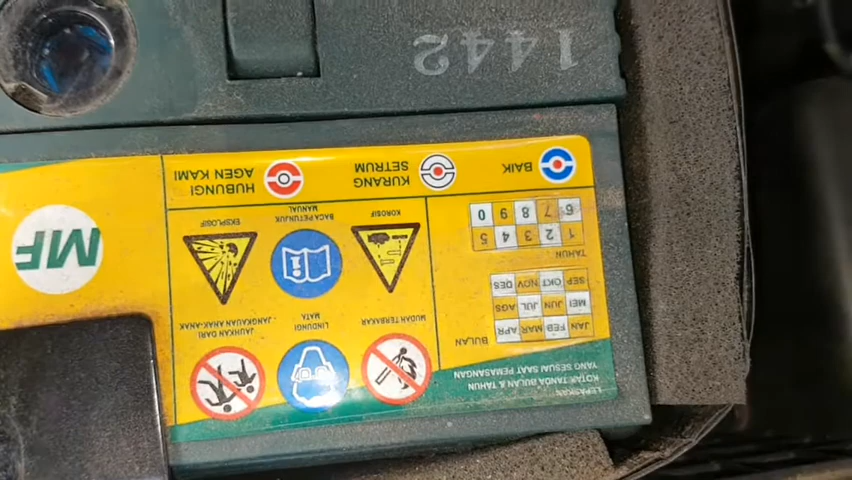 LEPASKAN
KOTAK TANDA BULAN & TAHUN
YANG SESUAI SAAT PEMASANGAN
BULAN
JAN FEB MAR APR
MEI JUN JUL AGS
SEP OKT NOV DES
TAHUN
1 2 3 4 5
6 7 8 9 0
MUDAH TERBAKAR
LINDUNGI
MATA
JAUHKAN DARI
JANGKAUAN ANAK-ANAK
KOROSIF
BACA PETUNJUK
MANUAL
EKSPLOSIF
MF
BAIK
KURANG
SETRUM
HUBUNGI
AGEN KAMI
1442